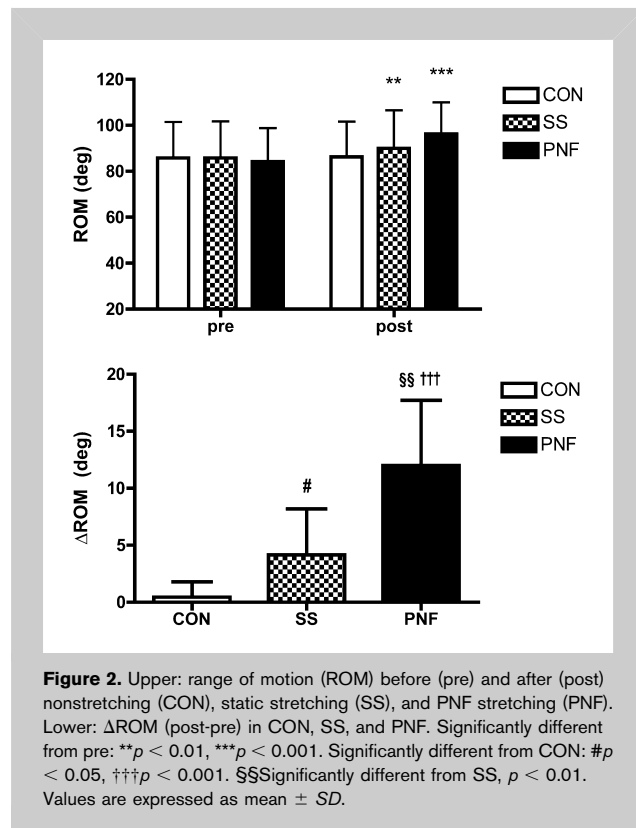 120
100
80
60
40
20
ROM (deg)
** ***
pre post
CON
SS
PNF
20
15
10
5
0
ΔROM (deg)
#
§§ †††
CON SS PNF
CON
SS
PNF
Figure 2. Upper: range of motion (ROM) before (pre) and after (post)
nonstretching (CON), static stretching (SS), and PNF stretching (PNF).
Lower: ΔROM (post-pre) in CON, SS, and PNF. Significantly different
from pre: **p < 0.01, ***p < 0.001. Significantly different from CON: #p
< 0.05, †††p < 0.001. §§Significantly different from SS, p < 0.01.
Values are expressed as mean ± SD.